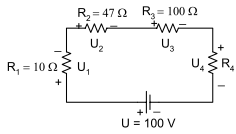 R₂ = 47 Ω
R₃ = 100 Ω
+ − + −
U₂ U₃
− +
R₁ = 10 Ω U₁ U₄ R₄
+ −
+ −
U = 100 V